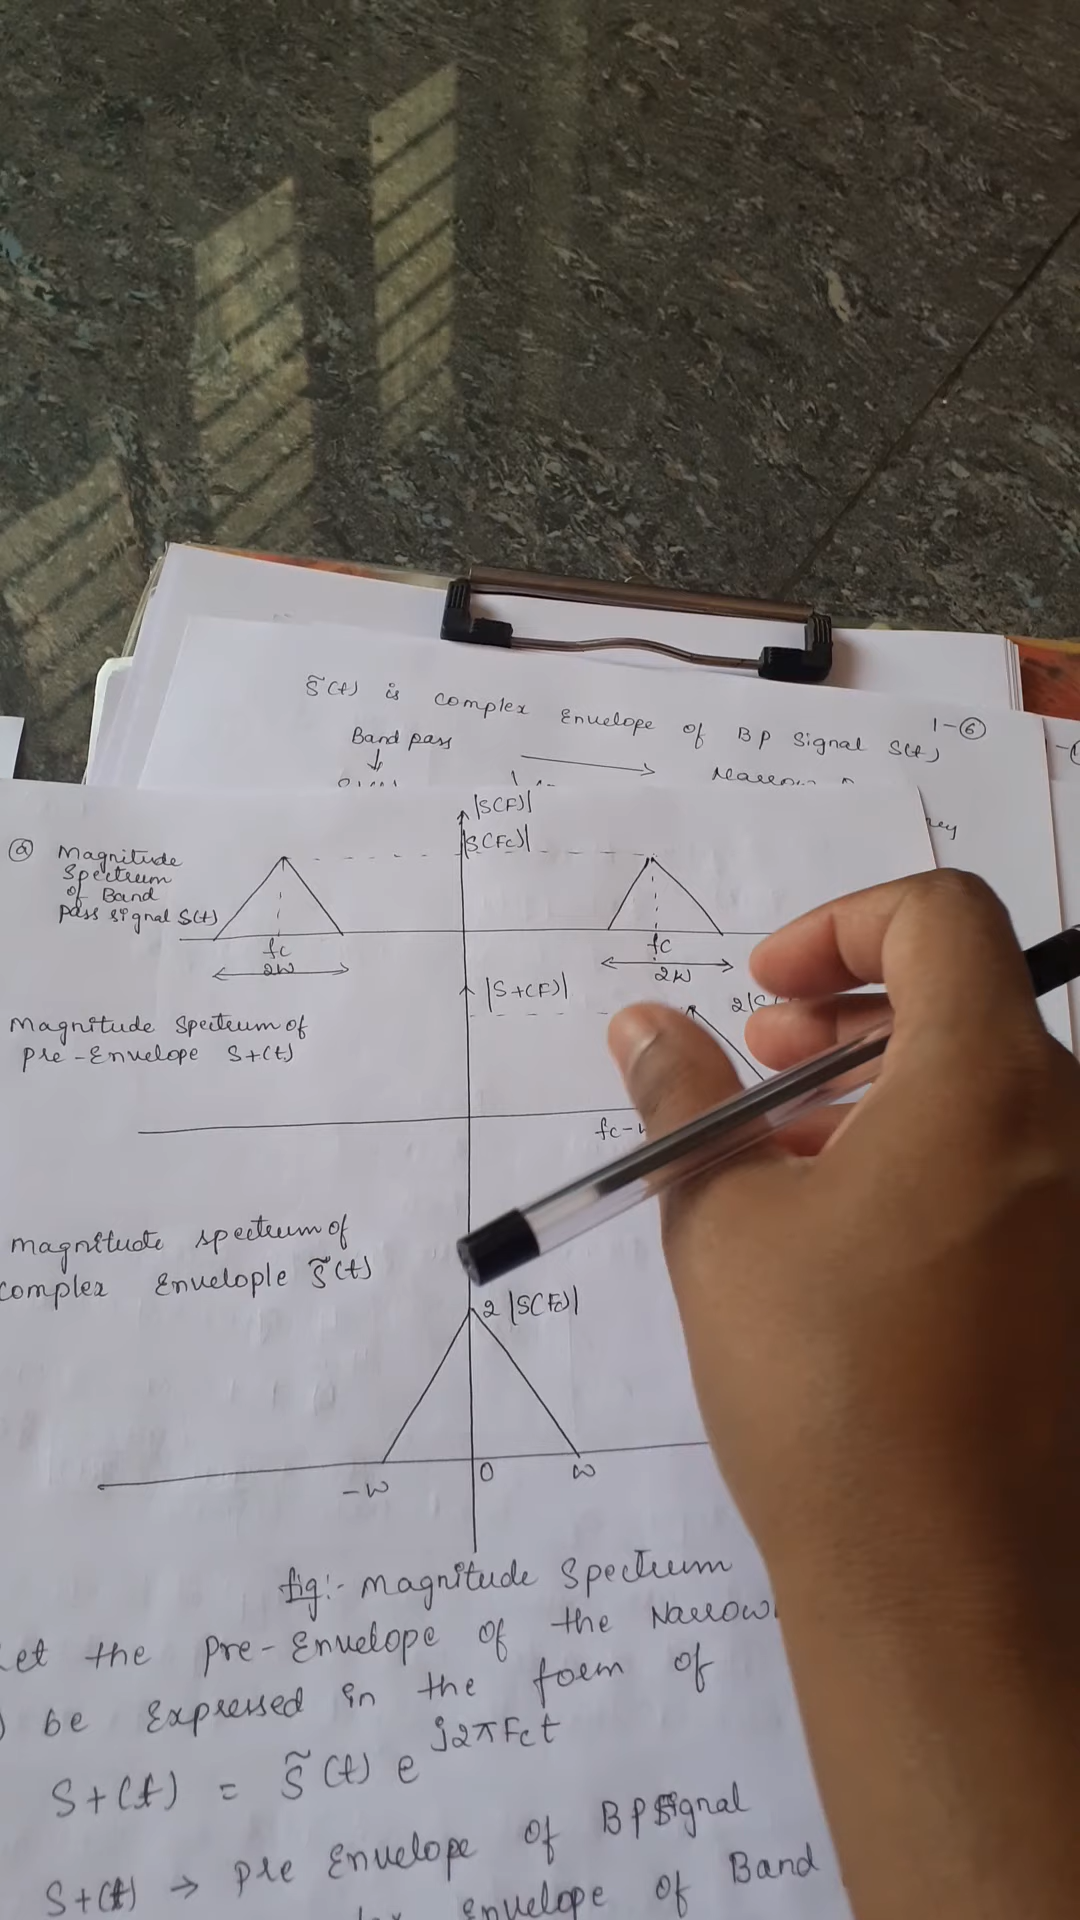 s̃(t) is complex Envelope of BP Signal S(t)
1-⑥
Band pass
|S(F)|
|S(Fc)|
ⓐ Magnitude
Spectrum
of Band
pass signal S(t)
fc
2W
fc
2W
|S+(F)|
Magnitude Spectrum of
Pre-Envelope S+(t)
magnitude spectrum of
complex Envelople s̃(t)
2 |S(Fc)|
-W
0
W
fig:- Magnitude Spectrum
the Pre-Envelope of the
be Expressed in the form of
S+(t) = s̃(t) e j2πFct
S+(t) → Pre Envelope of BP Signal
Envelope of Band